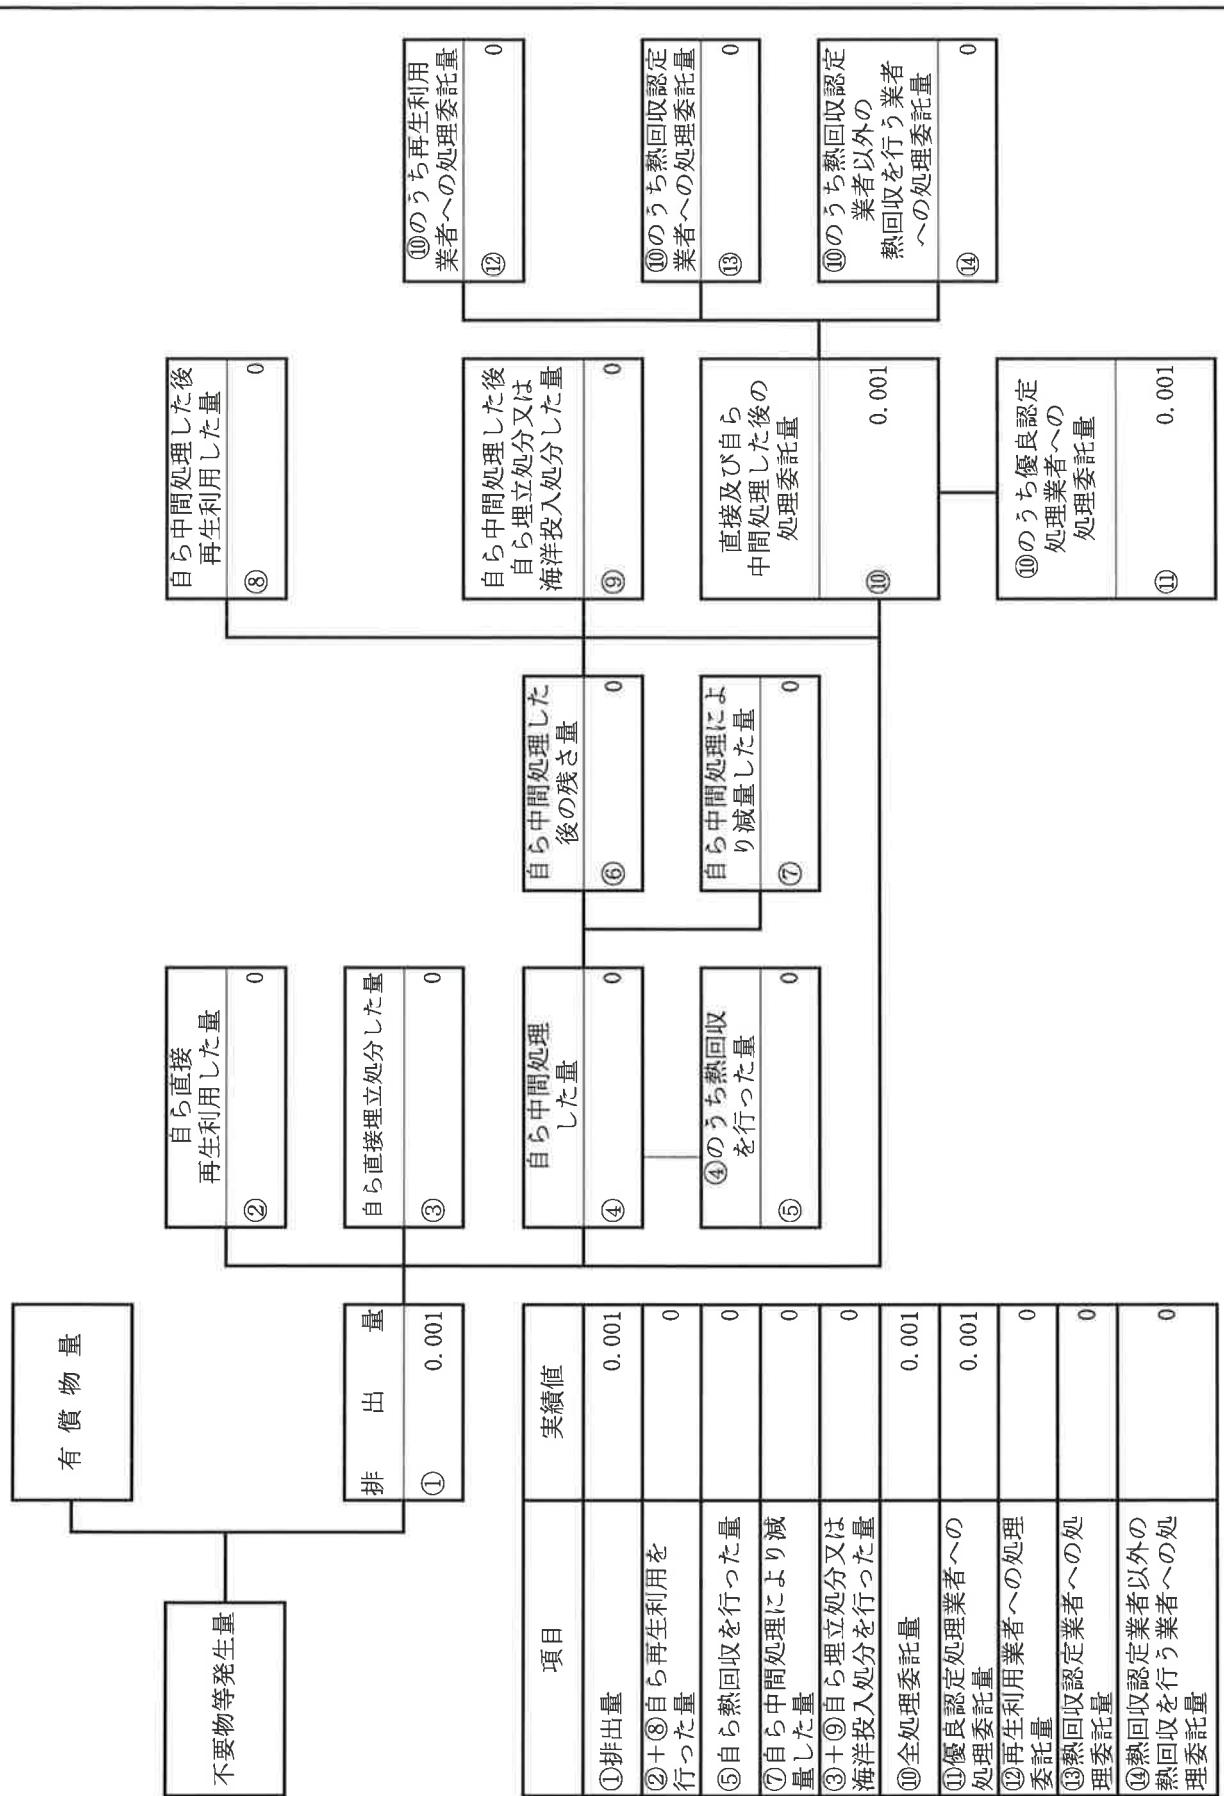 不要物等発生量
有償物量
排出量
① 0.001
自ら直接
再生利用した量
② 0
自ら直接埋立処分した量
③ 0
自ら中間処理
した量
④ 0
④のうち熱回収
を行った量
⑤ 0
自ら中間処理した
後の残さ量
⑥ 0
自ら中間処理によ
り減量した量
⑦ 0
自ら中間処理した後
再生利用した量
⑧ 0
自ら中間処理した後
自ら埋立処分又は
海洋投入処分した量
⑨ 0
直接及び自ら
中間処理した後の
処理委託量
⑩ 0.001
⑩のうち優良認定
処理業者への
処理委託量
⑪ 0.001
⑩のうち再生利用
業者への処理委託量
⑫ 0
⑩のうち熱回収認定
業者への処理委託量
⑬ 0
⑩のうち熱回収認定
業者以外の
熱回収を行う業者
への処理委託量
⑭ 0
項目 実績値
①排出量 0.001
②+⑧自ら再生利用を
行った量 0
⑤自ら熱回収を行った量 0
⑦自ら中間処理により減
量した量 0
③+⑨自ら埋立処分又は
海洋投入処分を行った量 0
⑩全処理委託量 0.001
⑪優良認定処理業者への
処理委託量 0.001
⑫再生利用業者への処理
委託量 0
⑬熱回収認定業者への処
理委託量 0
⑭熱回収認定業者以外の
熱回収を行う業者への処
理委託量 0